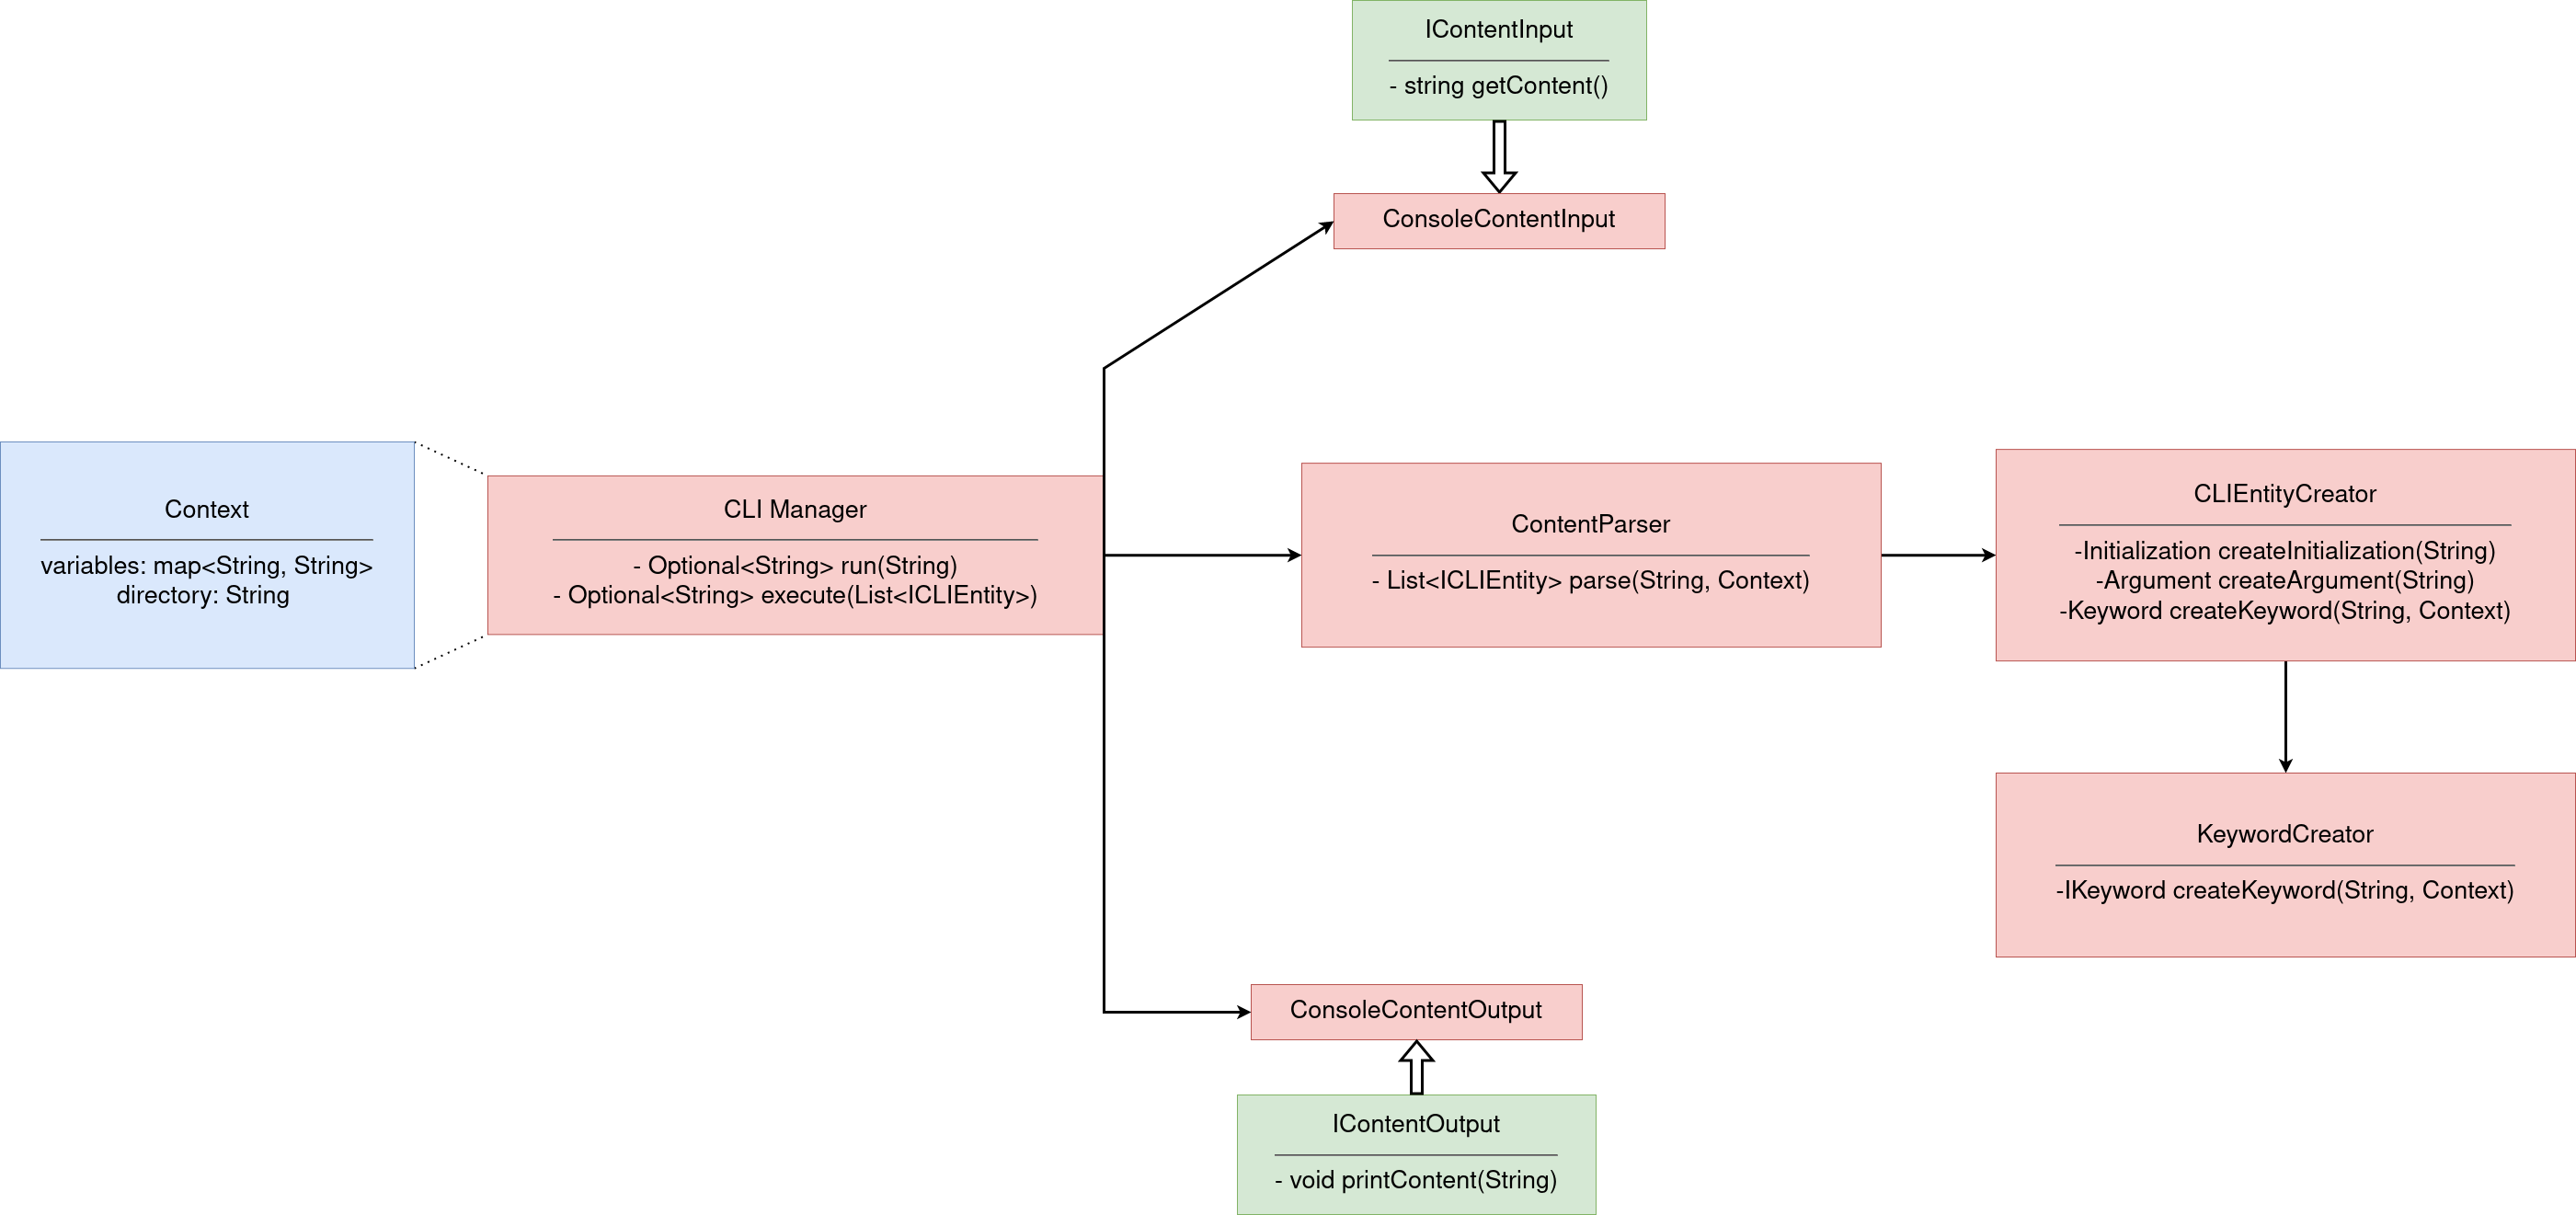 IContentInput
- string getContent()
ConsoleContentInput
Context
variables: map<String, String>
directory: String
CLI Manager
- Optional<String> run(String)
- Optional<String> execute(List<ICLIEntity>)
ContentParser
- List<ICLIEntity> parse(String, Context)
CLIEntityCreator
-Initialization createInitialization(String)
-Argument createArgument(String)
-Keyword createKeyword(String, Context)
KeywordCreator
-IKeyword createKeyword(String, Context)
ConsoleContentOutput
IContentOutput
- void printContent(String)